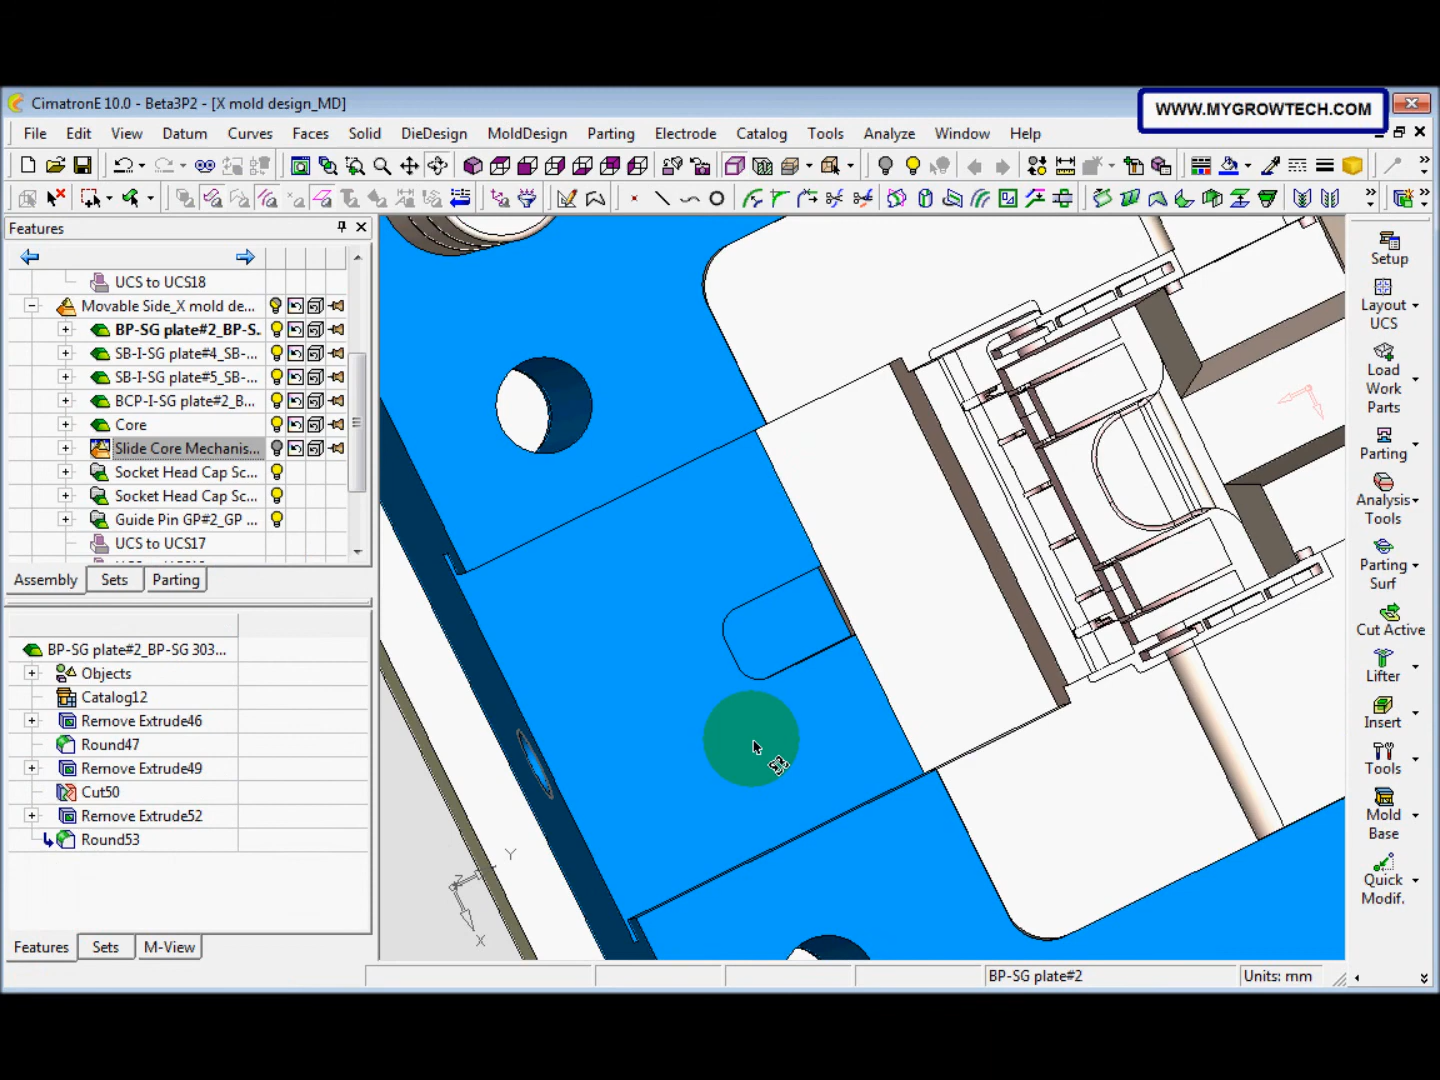 CimatronE 10.0 - Beta3P2 - [X mold design_MD]
WWW.MYGROWTECH.COM
File Edit View Datum Curves Faces Solid DieDesign MoldDesign Parting Electrode Catalog Tools Analyze Window Help
Features
UCS to UCS18
Movable Side_X mold de...
BP-SG plate#2_BP-S.
SB-I-SG plate#4_SB-...
SB-I-SG plate#5_SB-...
BCP-I-SG plate#2_B...
Core
Slide Core Mechanis...
Socket Head Cap Sc...
Socket Head Cap Sc...
Guide Pin GP#2_GP ...
UCS to UCS17
Assembly Sets Parting
BP-SG plate#2_BP-SG 303...
Objects
Catalog12
Remove Extrude46
Round47
Remove Extrude49
Cut50
Remove Extrude52
Round53
Features Sets M-View
Z Y
X
Setup
Layout
UCS
Load
Work
Parts
Parting
Analysis
Tools
Parting
Surf
Cut Active
Lifter
Insert
Tools
Mold
Base
Quick
Modif.
BP-SG plate#2
Units: mm